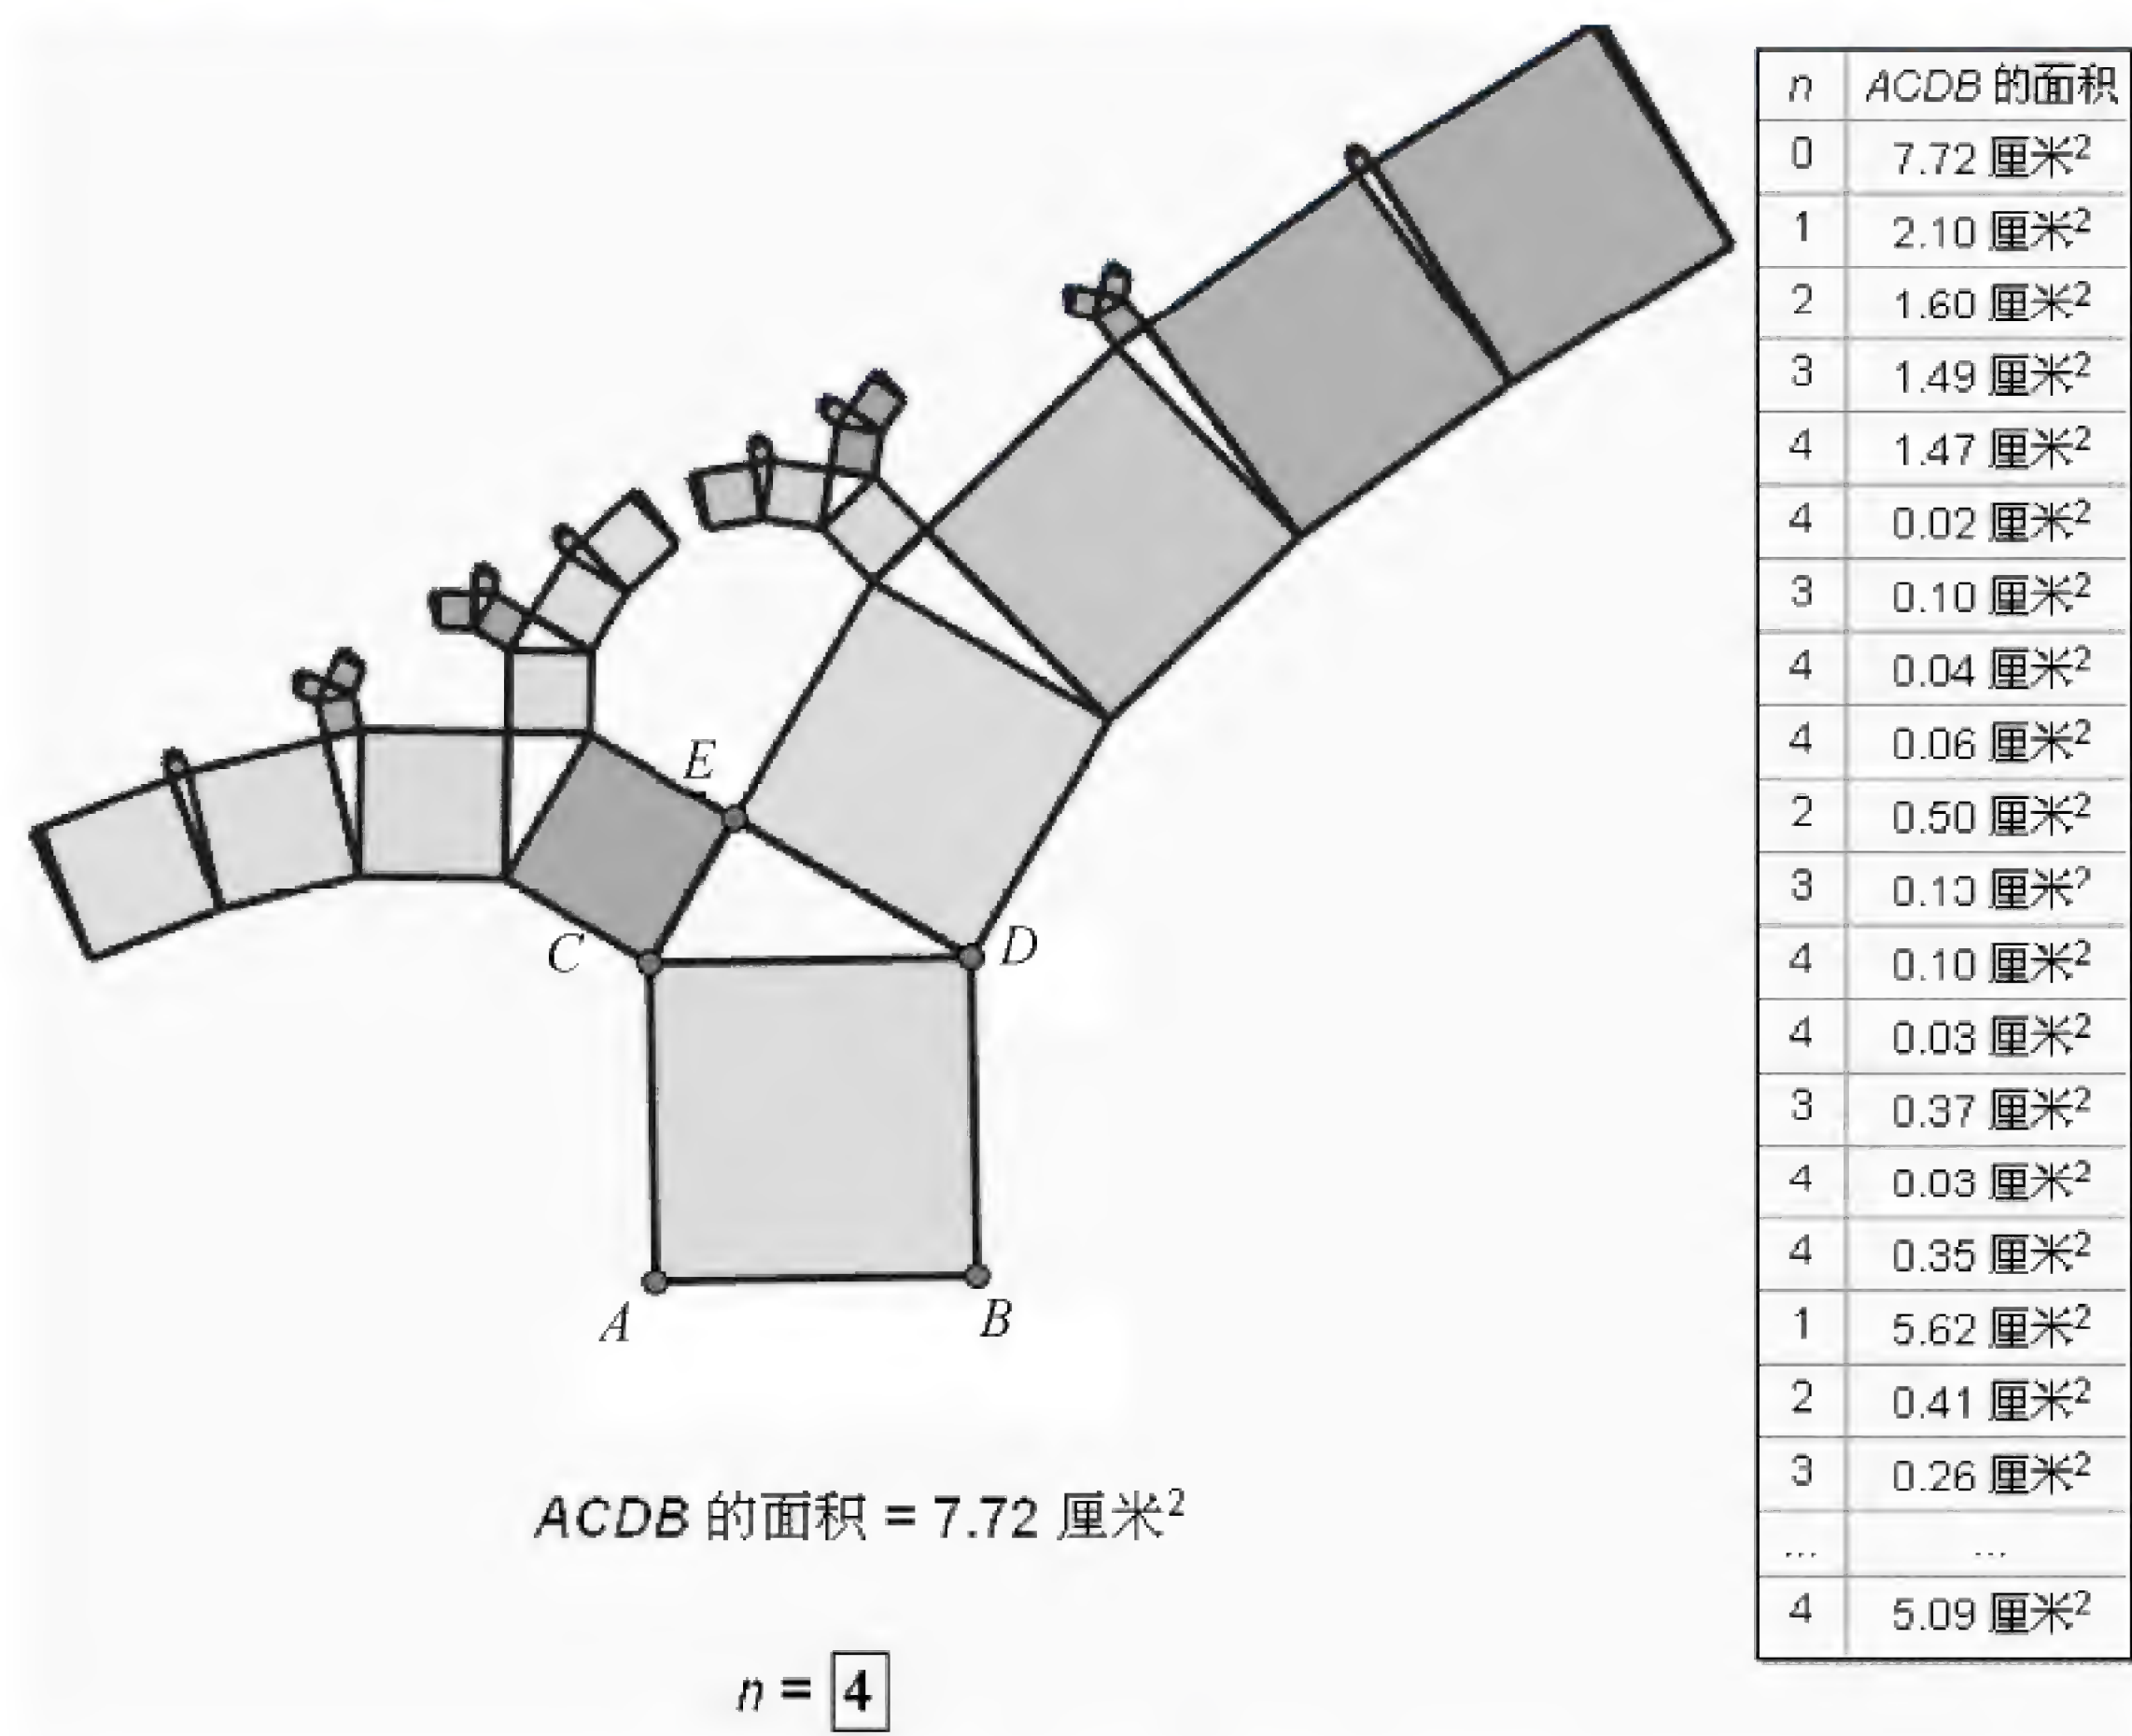 E
C
D
A
B
ACDB 的面积 = 7.72 厘米²
n = 4
n ACDB 的面积
0 7.72 厘米²
1 2.10 厘米²
2 1.60 厘米²
3 1.49 厘米²
4 1.47 厘米²
4 0.02 厘米²
3 0.10 厘米²
4 0.04 厘米²
4 0.06 厘米²
2 0.50 厘米²
3 0.13 厘米²
4 0.10 厘米²
4 0.03 厘米²
3 0.37 厘米²
4 0.03 厘米²
4 0.35 厘米²
1 5.62 厘米²
2 0.41 厘米²
3 0.26 厘米²
... ...
4 5.09 厘米²